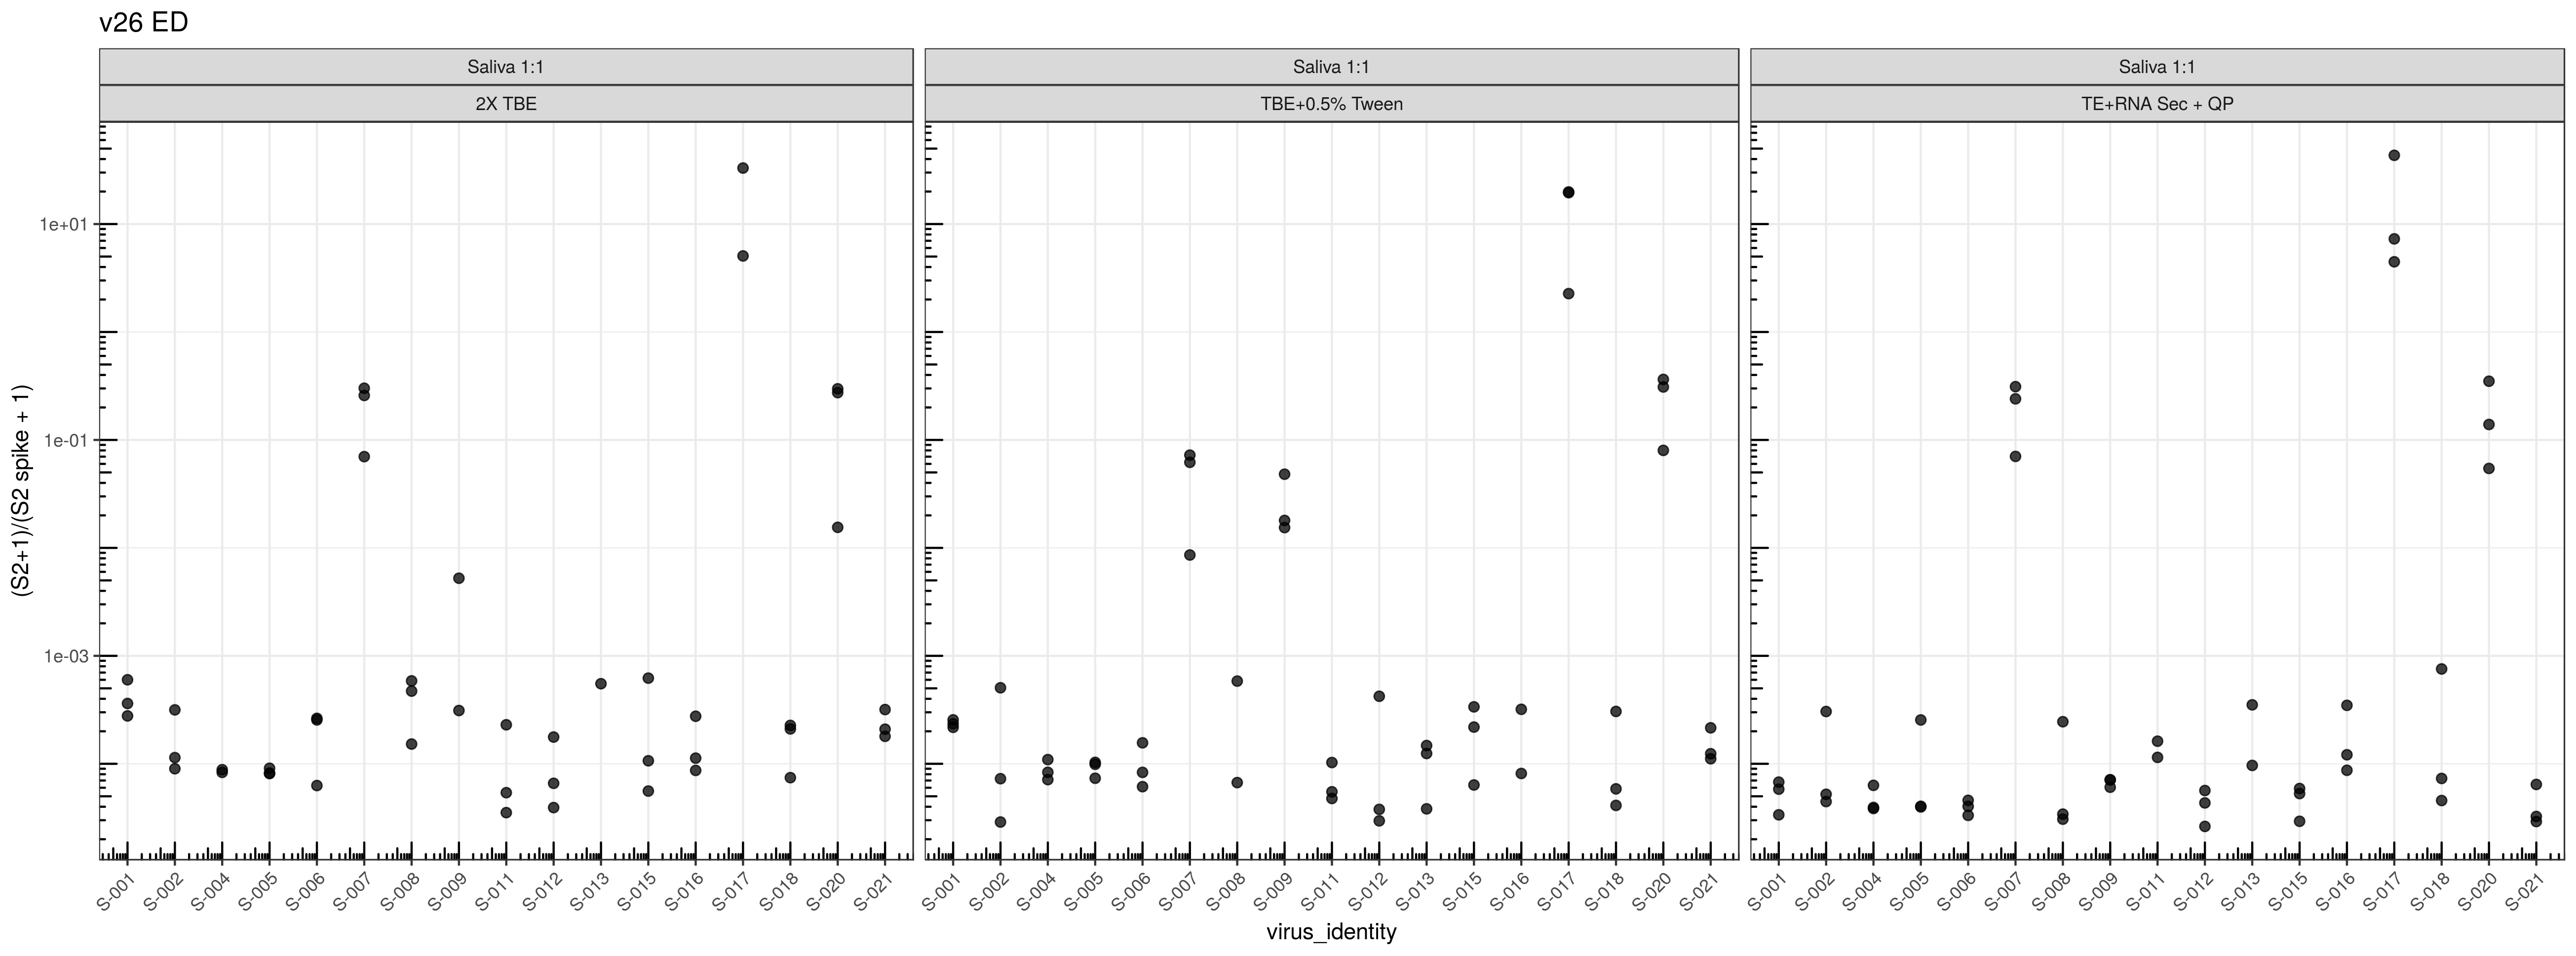 v26 ED
Saliva 1:1
2X TBE
Saliva 1:1
TBE+0.5% Tween
Saliva 1:1
TE+RNA Sec + QP
(S2+1)/(S2 spike + 1)
1e+01
1e-01
1e-03
S-001 S-002 S-004 S-005 S-006 S-007 S-008 S-009 S-011 S-012 S-013 S-015 S-016 S-017 S-018 S-020 S-021
S-001 S-002 S-004 S-005 S-006 S-007 S-008 S-009 S-011 S-012 S-013 S-015 S-016 S-017 S-018 S-020 S-021
S-001 S-002 S-004 S-005 S-006 S-007 S-008 S-009 S-011 S-012 S-013 S-015 S-016 S-017 S-018 S-020 S-021
virus_identity